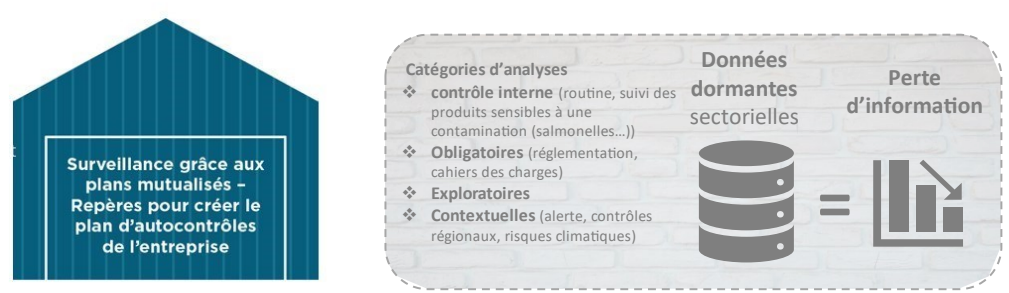 Surveillance grâce aux
plans mutualisés –
Repères pour créer le
plan d'autocontrôles
de l'entreprise
Catégories d'analyses
❖ contrôle interne (routine, suivi des
produits sensibles à une
contamination (salmonelles…))
❖ Obligatoires (réglementation,
cahiers des charges)
❖ Exploratoires
❖ Contextuelles (alerte, contrôles
régionaux, risques climatiques)
Données
dormantes
sectorielles
=
Perte
d'information